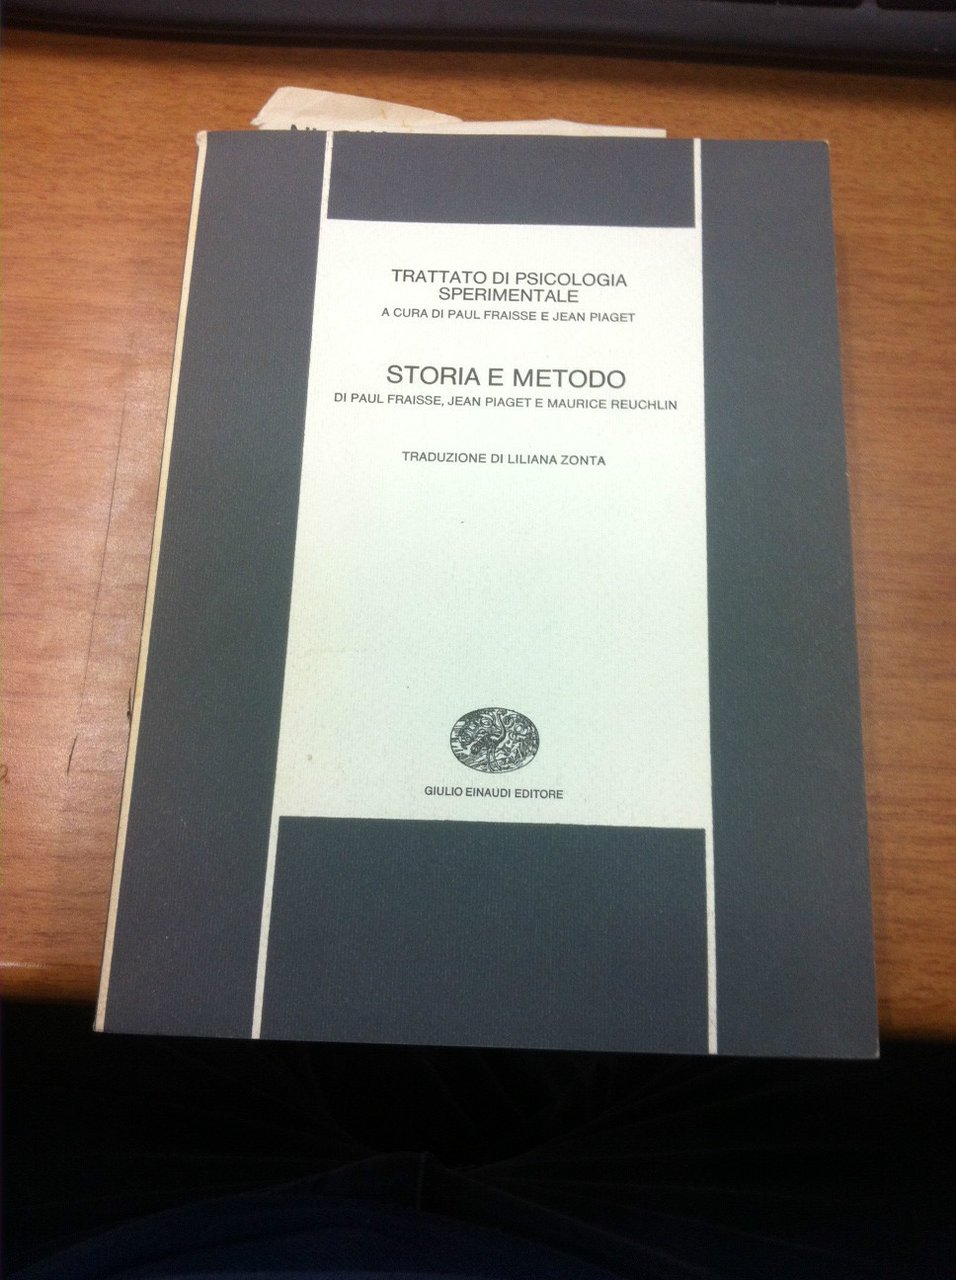 TRATTATO DI PSICOLOGIA
SPERIMENTALE
A CURA DI PAUL FRAISSE E JEAN PIAGET
STORIA E METODO
DI PAUL FRAISSE, JEAN PIAGET E MAURICE REUCHLIN
TRADUZIONE DI LILIANA ZONTA
GIULIO EINAUDI EDITORE